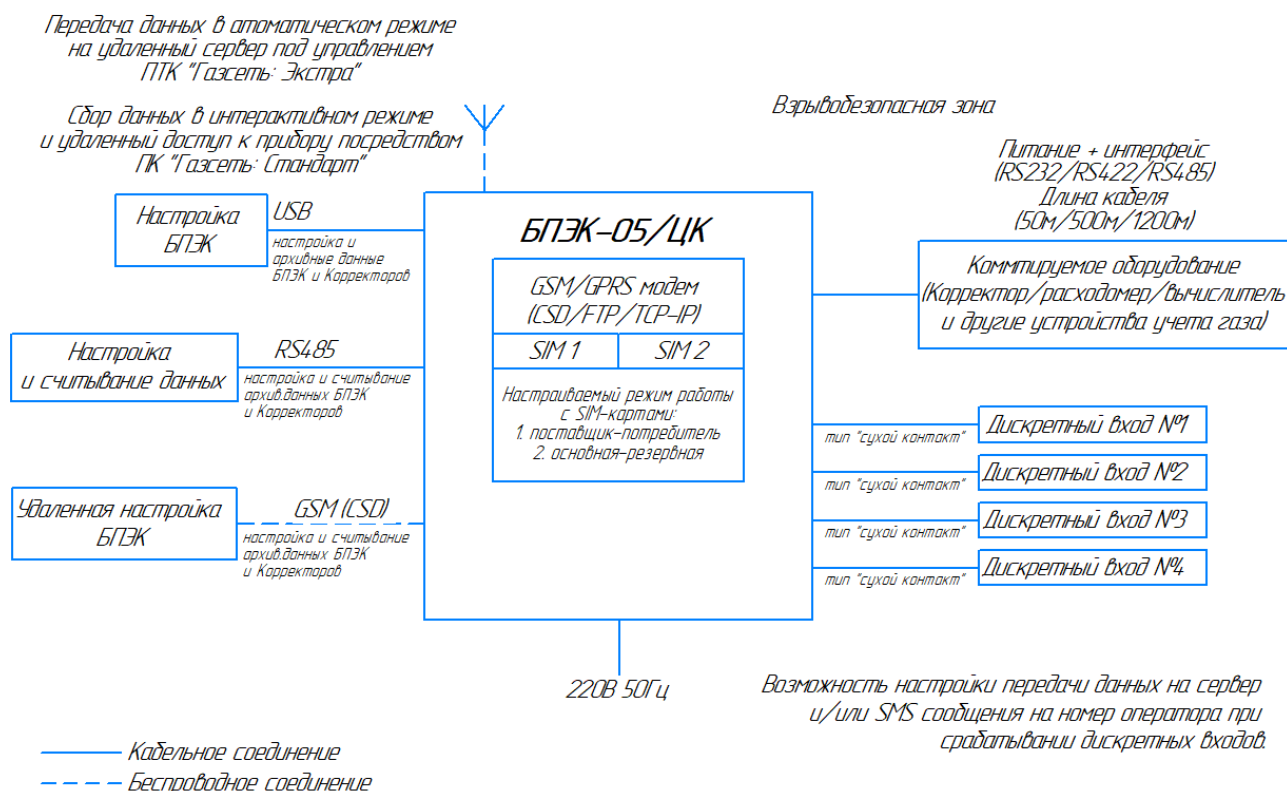 Передача данных в атоматическом режиме
на удаленный сервер под управлением
ПТК "Газсеть: Экстра"
Сбор данных в интерактивном режиме
и удаленный доступ к прибору посредством
ПК "Газсеть: Стандарт"
Взрывобезопасная зона
Питание + интерфейс
(RS232/RS422/RS485)
Длина кабеля
(50м/500м/1200м)
Настройка
БПЭК
USB
настройка и
архивные данные
БПЭК и Корректоров
Настройка
и считывание данных
RS485
настройка и считывание
архив.данных БПЭК
и Корректоров
Удаленная настройка
БПЭК
GSM (CSD)
настройка и считывание
архив.данных БПЭК
и Корректоров
БПЭК-05/ЦК
GSM/GPRS модем
(CSD/FTP/TCP-IP)
SIM 1
SIM 2
Настраиваемый режим работы
с SIM-картами:
1. поставщик-потребитель
2. основная-резервная
Коммтируемое оборудование
(Корректор/расходомер/вычислитель
и другие устройства учета газа)
тип "сухой контакт"
Дискретный вход №1
тип "сухой контакт"
Дискретный вход №2
тип "сухой контакт"
Дискретный вход №3
тип "сухой контакт"
Дискретный вход №4
220В 50Гц
Возможность настройки передачи данных на сервер
и/или SMS сообщения на номер оператора при
срабатывании дискретных входов.
Кабельное соединение
Беспроводное соединение